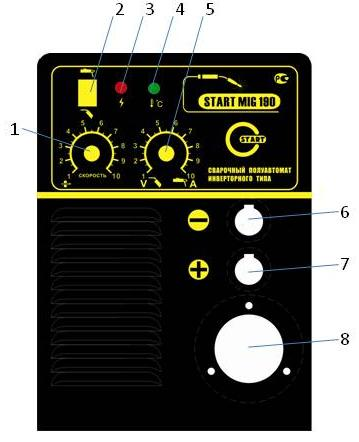 2 3 4 5
°C
START MIG 190
РС
1
1 2 3 4 5 6 7 8 9 10
СКОРОСТЬ
1 2 3 4 5 6 7 8 9 10
V A
START
СВАРОЧНЫЙ ПОЛУАВТОМАТ
ИНВЕРТОРНОГО ТИПА
6
7
8